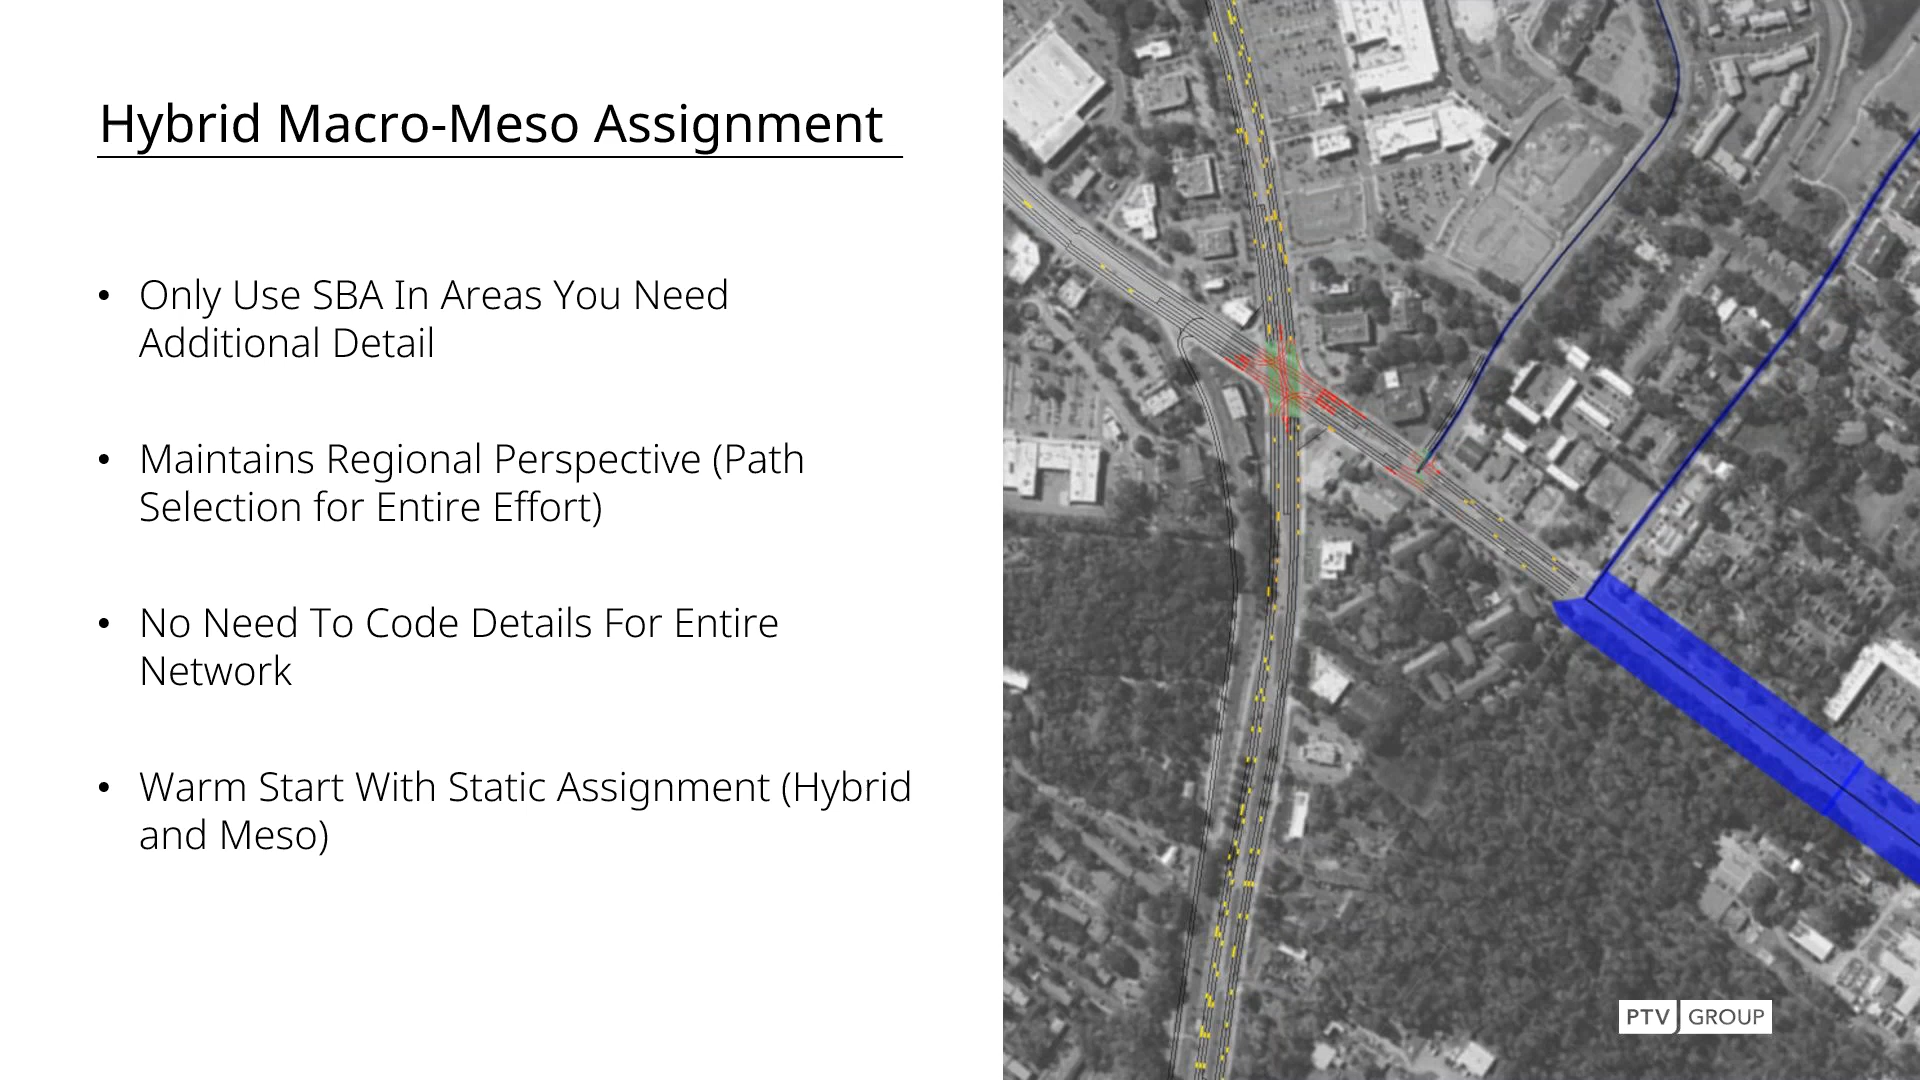 Hybrid Macro-Meso Assignment
• Only Use SBA In Areas You Need
Additional Detail
• Maintains Regional Perspective (Path
Selection for Entire Effort)
• No Need To Code Details For Entire
Network
• Warm Start With Static Assignment (Hybrid
and Meso)
PTV GROUP